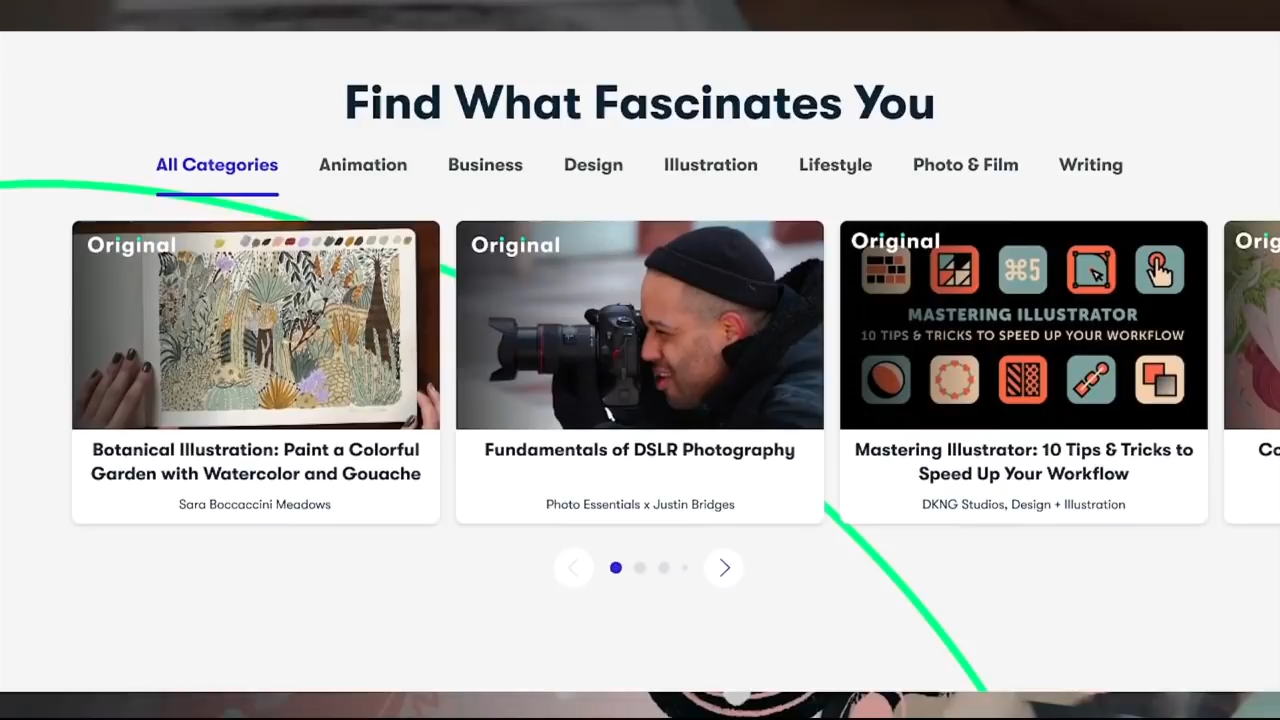 Find What Fascinates You
All Categories Animation Business Design Illustration Lifestyle Photo & Film Writing
Original
Botanical Illustration: Paint a Colorful
Garden with Watercolor and Gouache
Sara Boccaccini Meadows
Original
Fundamentals of DSLR Photography
Photo Essentials x Justin Bridges
Original
⌘5
MASTERING ILLUSTRATOR
10 TIPS & TRICKS TO SPEED UP YOUR WORKFLOW
Mastering Illustrator: 10 Tips & Tricks to
Speed Up Your Workflow
DKNG Studios, Design + Illustration